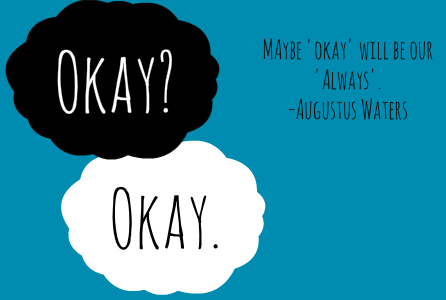 OKAY?
MAYBE 'OKAY' WILL BE OUR
'ALWAYS'.
-AUGUSTUS WATERS
OKAY.